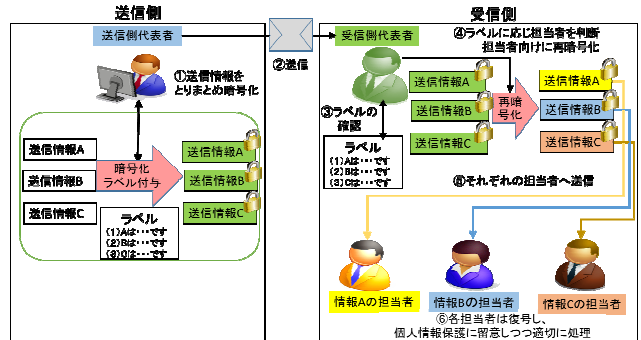 送信側
送信側代表者
①送信情報を
とりまとめ暗号化
送信情報A
送信情報B
送信情報C
暗号化
ラベル付与
送信情報A
送信情報B
送信情報C
ラベル
(1)Aは・・・です
(2)Bは・・・です
(3)Cは・・・です
②送信
受信側
受信側代表者
④ラベルに応じ担当者を判断
担当者向けに再暗号化
③ラベルの
確認
ラベル
(1)Aは・・・です
(2)Bは・・・です
(3)Cは・・・です
送信情報A
送信情報B
送信情報C
再暗
号化
送信情報A
送信情報B
送信情報C
⑤それぞれの担当者へ送信
情報Aの担当者
情報Bの担当者
情報Cの担当者
⑥各担当者は復号し、
個人情報保護に留意しつつ適切に処理